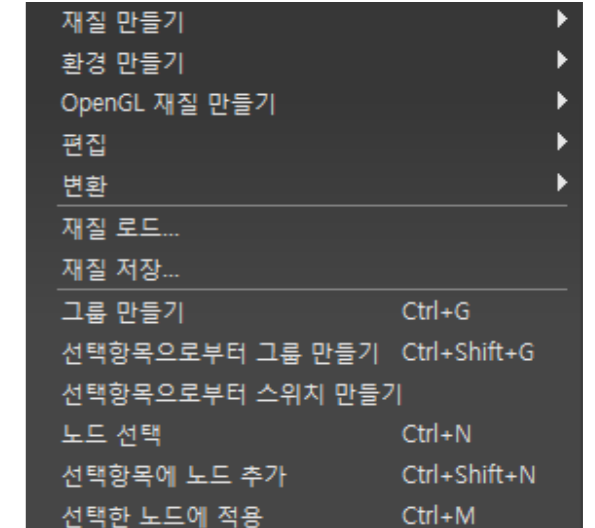 재질 만들기
환경 만들기
OpenGL 재질 만들기
편집
변환
재질 로드...
재질 저장...
그룹 만들기 Ctrl+G
선택항목으로부터 그룹 만들기 Ctrl+Shift+G
선택항목으로부터 스위치 만들기
노드 선택 Ctrl+N
선택항목에 노드 추가 Ctrl+Shift+N
선택한 노드에 적용 Ctrl+M